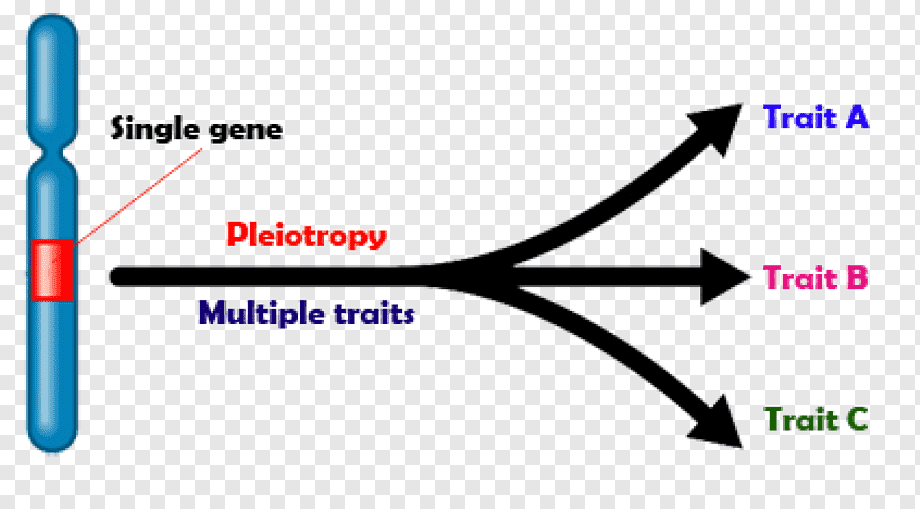 Single gene
Trait A
Pleiotropy
Multiple traits
Trait B
Trait C